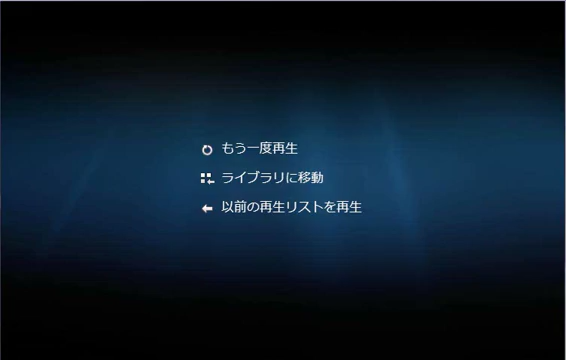 もう一度再生
ライブラリに移動
以前の再生リストを再生